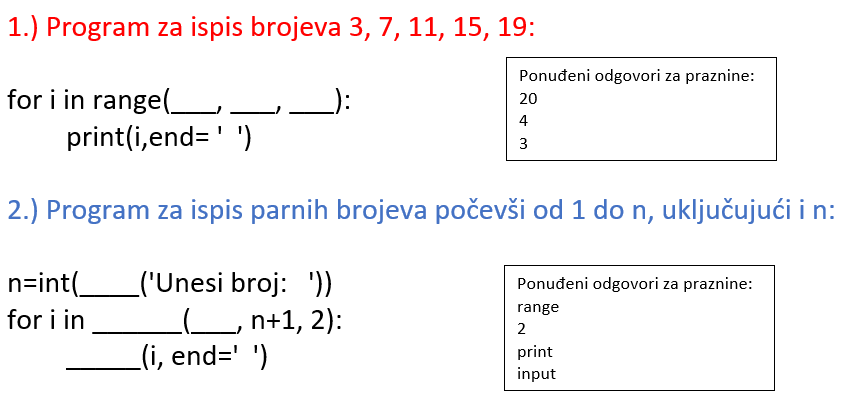 1.) Program za ispis brojeva 3, 7, 11, 15, 19:
for i in range(___, ___, ___):
print(i,end= '  ')
Ponuđeni odgovori za praznine:
20
4
3
2.) Program za ispis parnih brojeva počevši od 1 do n, uključujući i n:
n=int(____('Unesi broj:   '))
for i in ______(___, n+1, 2):
_____(i, end='  ')
Ponuđeni odgovori za praznine:
range
2
print
input